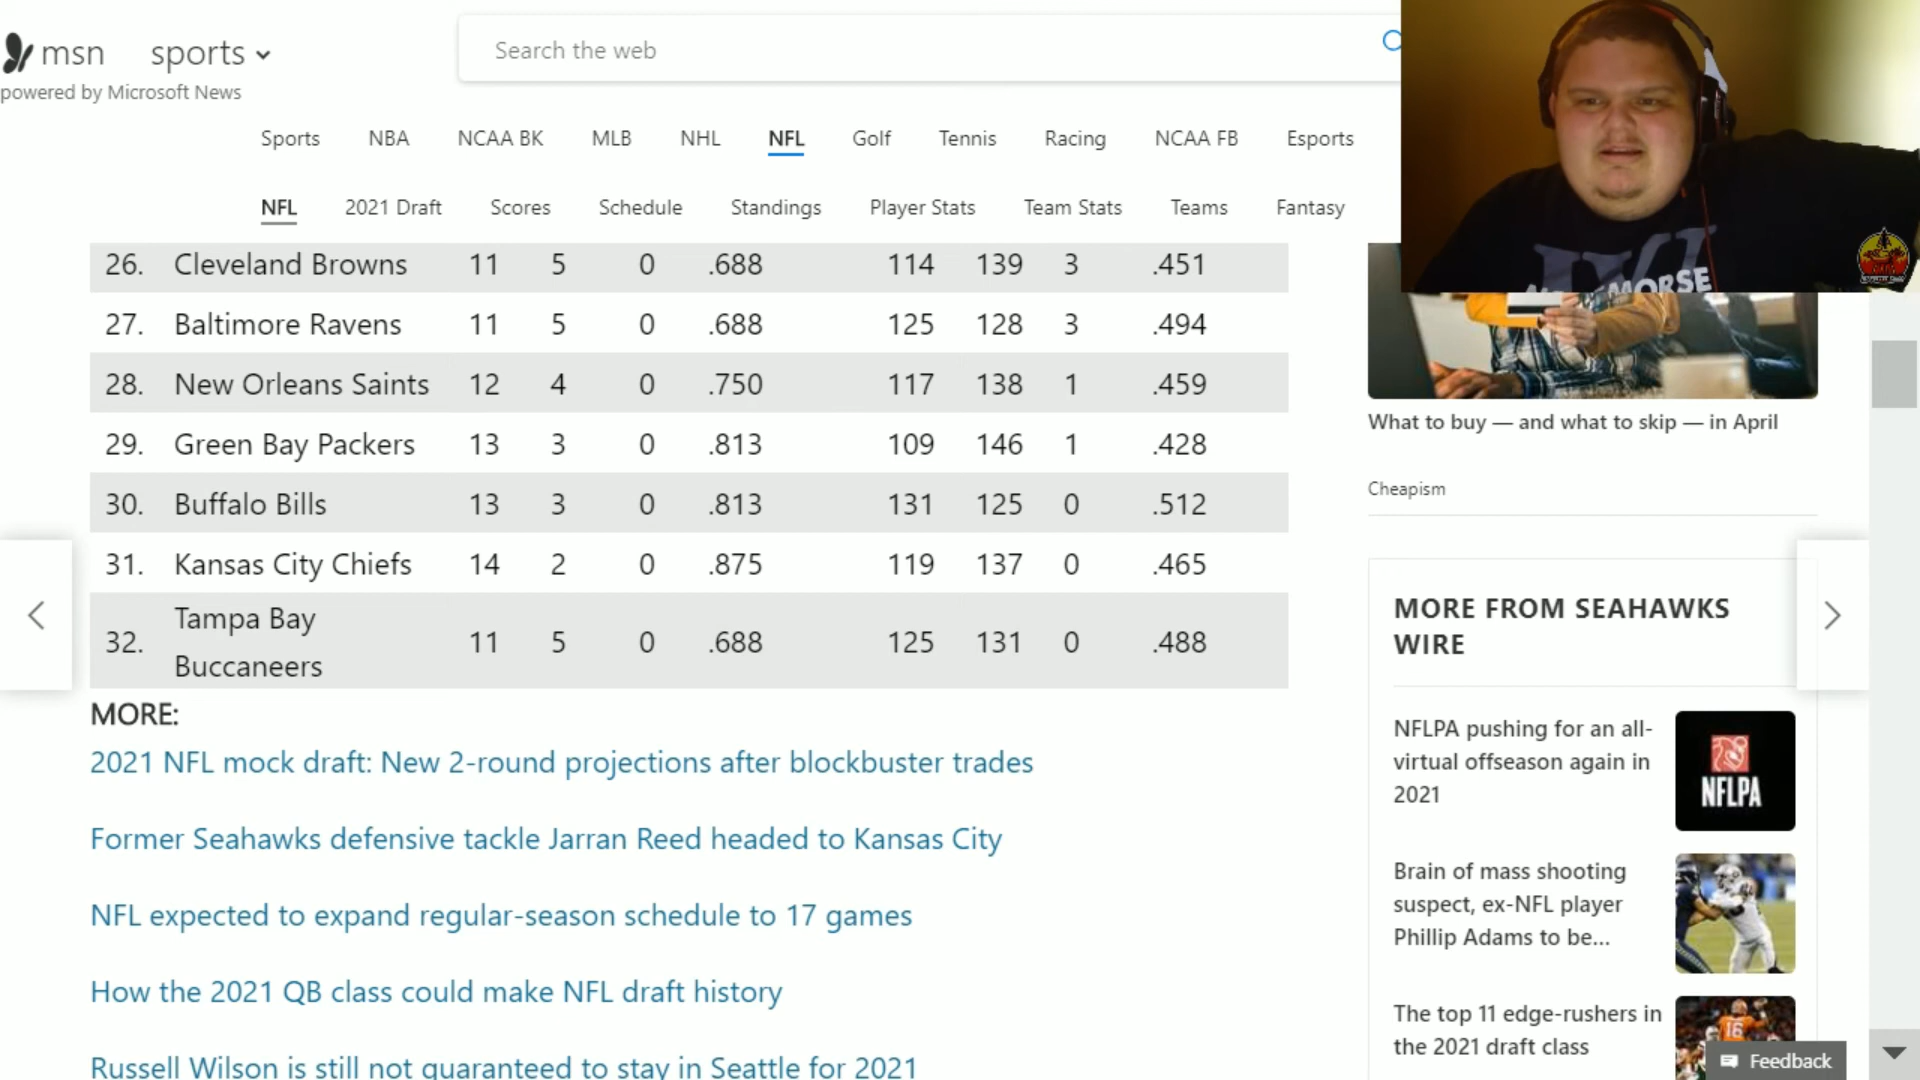 msn sports
powered by Microsoft News
Search the web
Sports NBA NCAA BK MLB NHL NFL Golf Tennis Racing NCAA FB Esports
NFL 2021 Draft Scores Schedule Standings Player Stats Team Stats Teams Fantasy
26. Cleveland Browns 11 5 0 .688 114 139 3 .451
27. Baltimore Ravens 11 5 0 .688 125 128 3 .494
28. New Orleans Saints 12 4 0 .750 117 138 1 .459
29. Green Bay Packers 13 3 0 .813 109 146 1 .428
30. Buffalo Bills 13 3 0 .813 131 125 0 .512
31. Kansas City Chiefs 14 2 0 .875 119 137 0 .465
Tampa Bay
32. 11 5 0 .688 125 131 0 .488
Buccaneers
MORE:
2021 NFL mock draft: New 2-round projections after blockbuster trades
Former Seahawks defensive tackle Jarran Reed headed to Kansas City
NFL expected to expand regular-season schedule to 17 games
How the 2021 QB class could make NFL draft history
Russell Wilson is still not guaranteed to stay in Seattle for 2021
What to buy — and what to skip — in April
Cheapism
MORE FROM SEAHAWKS
WIRE
NFLPA pushing for an all-
virtual offseason again in
2021
NFLPA
Brain of mass shooting
suspect, ex-NFL player
Phillip Adams to be...
The top 11 edge-rushers in
the 2021 draft class
16
Feedback